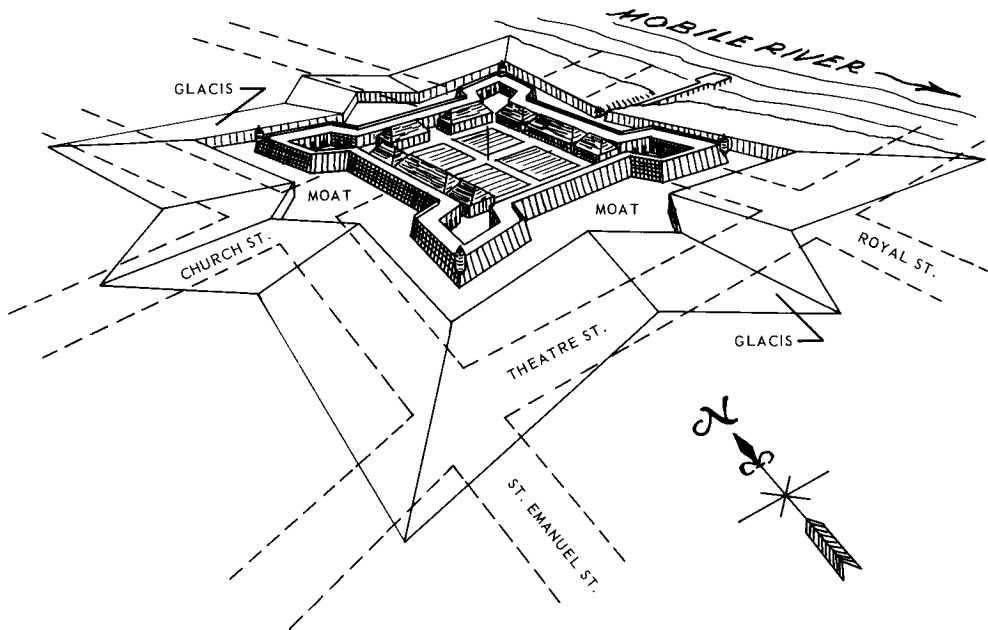 MOBILE RIVER
GLACIS
MOAT
MOAT
CHURCH ST.
ROYAL ST.
THEATRE ST.
GLACIS
ST. EMANUEL ST.
N